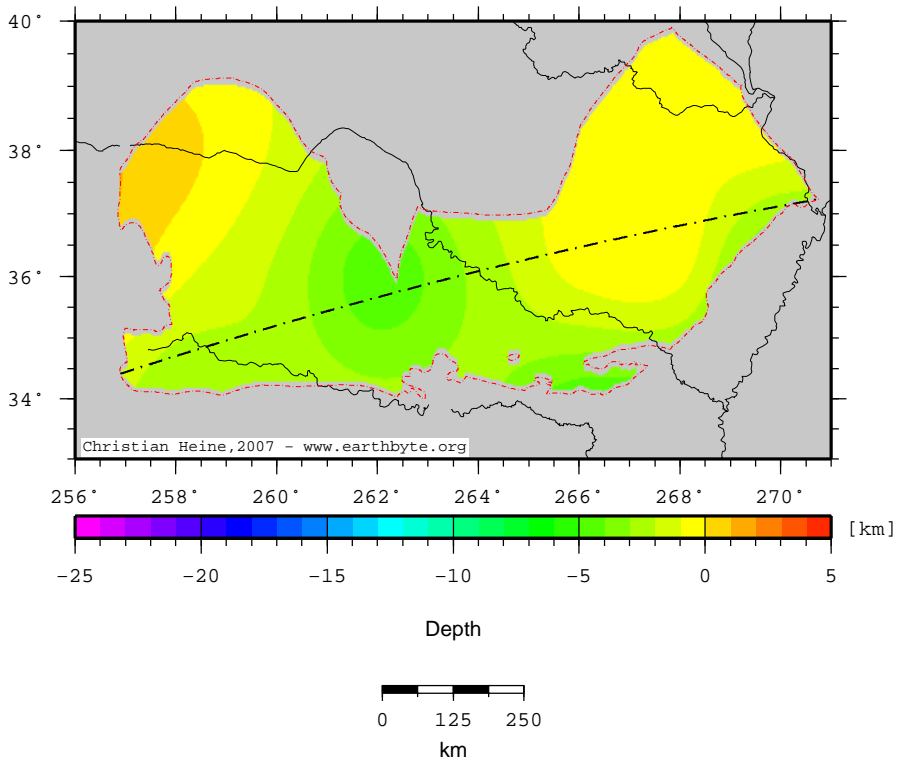 40°
38°
36°
34°
Christian Heine,2007 - www.earthbyte.org
256° 258° 260° 262° 264° 266° 268° 270°
[km]
−25 −20 −15 −10 −5 0 5
Depth
0 125 250
km